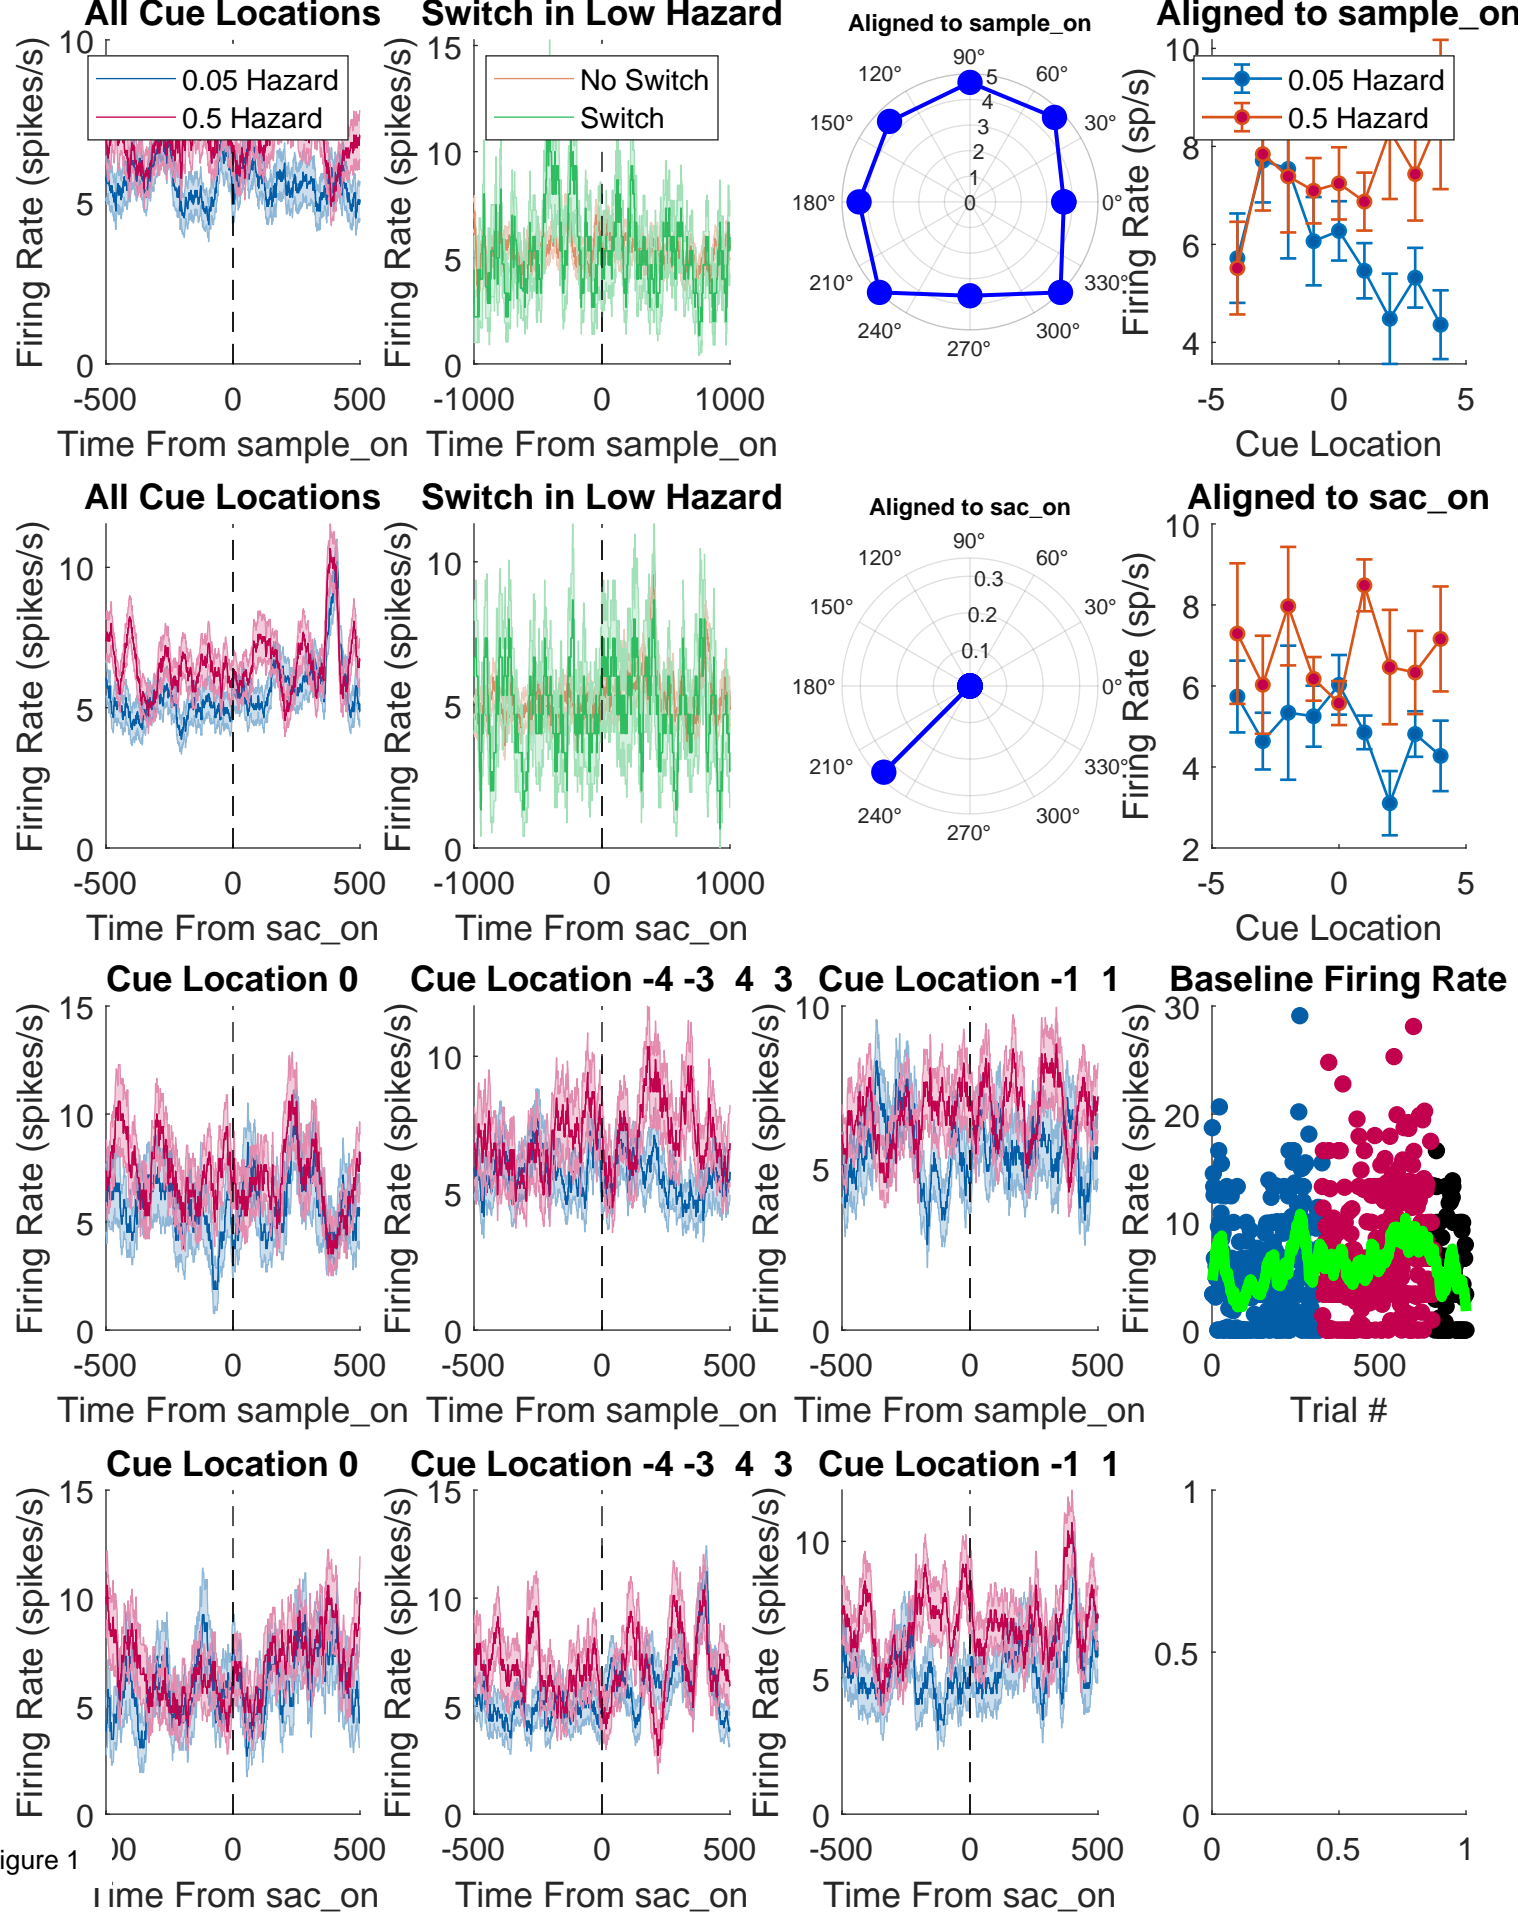 All Cue Locations
Firing Rate (spikes/s)
10
5
0
0.05 Hazard
0.5 Hazard
-500 0 500
Time From sample_on
Switch in Low Hazard
Firing Rate (spikes/s)
15
10
5
0
No Switch
Switch
-1000 0 1000
Time From sample_on
Aligned to sample_on
90°
120° 60°
150° 30°
180° 0°
210° 330°
240° 300°
270°
5
4
3
2
1
0
Aligned to sample_on
Firing Rate (sp/s)
10
8
6
4
0.05 Hazard
0.5 Hazard
-5 0 5
Cue Location
All Cue Locations
Firing Rate (spikes/s)
10
5
0
-500 0 500
Time From sac_on
Switch in Low Hazard
Firing Rate (spikes/s)
10
5
0
-1000 0 1000
Time From sac_on
Aligned to sac_on
90°
120° 60°
150° 30°
180° 0°
210° 330°
240° 300°
270°
0.3
0.2
0.1
Aligned to sac_on
Firing Rate (sp/s)
10
8
6
4
2
-5 0 5
Cue Location
Cue Location 0
Firing Rate (spikes/s)
15
10
5
0
-500 0 500
Time From sample_on
Cue Location -4 -3 4 3
Firing Rate (spikes/s)
10
5
0
-500 0 500
Time From sample_on
Cue Location -1 1
Firing Rate (spikes/s)
10
5
0
-500 0 500
Time From sample_on
Baseline Firing Rate
Firing Rate (spikes/s)
30
20
10
0
0 500
Trial #
Cue Location 0
Firing Rate (spikes/s)
15
10
5
0
00 0 500
Time From sac_on
Cue Location -4 -3 4 3
Firing Rate (spikes/s)
15
10
5
0
-500 0 500
Time From sac_on
Cue Location -1 1
Firing Rate (spikes/s)
10
5
0
-500 0 500
Time From sac_on
1
0.5
0
0 0.5 1
igure 1